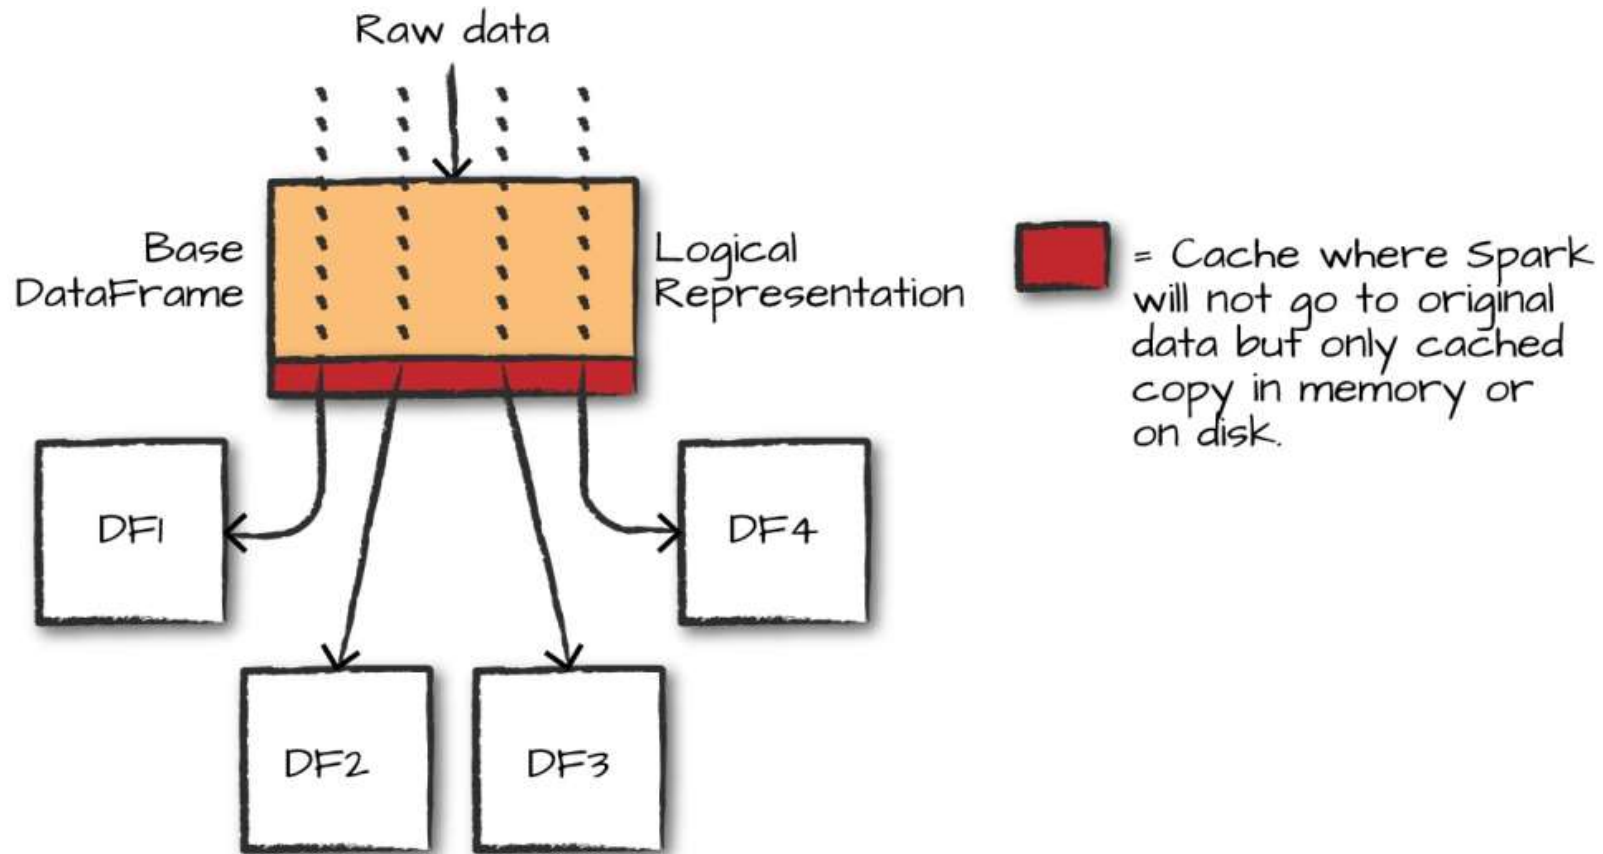 Raw data
Base
DataFrame
Logical
Representation
= Cache where Spark
will not go to original
data but only cached
copy in memory or
on disk.
DF1
DF4
DF2
DF3